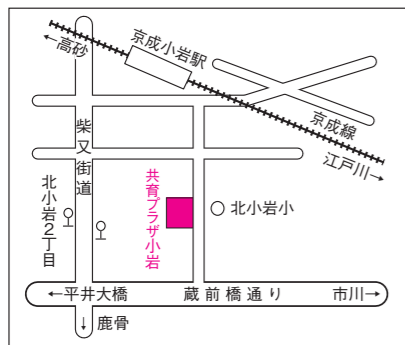 ←高砂
京成小岩駅
京成線
江戸川→
柴又街道
北小岩2丁目
共育プラザ小岩
北小岩小
←平井大橋
蔵前橋通り
市川→
↓鹿骨